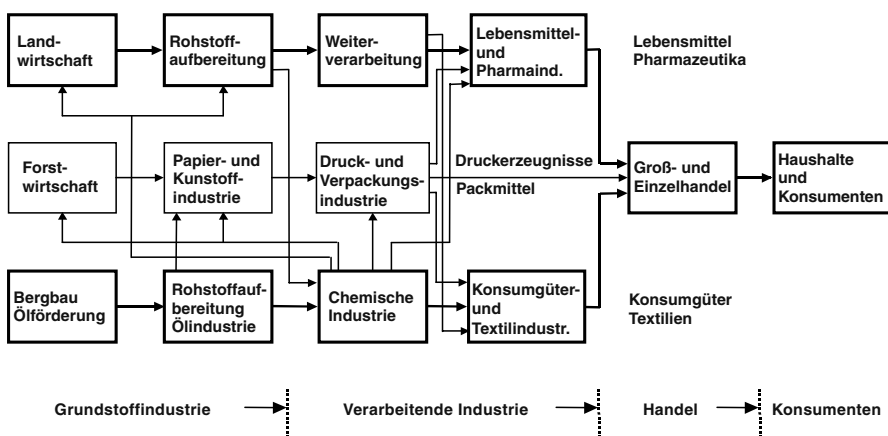 Land-
wirtschaft
Rohstoff-
aufbereitung
Weiter-
verarbeitung
Lebensmittel-
und
Pharmaind.
Lebensmittel
Pharmazeutika
Forst-
wirtschaft
Papier- und
Kunstoff-
industrie
Druck- und
Verpackungs-
industrie
Druckerzeugnisse
Packmittel
Groß- und
Einzelhandel
Haushalte
und
Konsumenten
Bergbau
Ölförderung
Rohstoffauf-
bereitung
Ölindustrie
Chemische
Industrie
Konsumgüter-
und
Textilindustr.
Konsumgüter
Textilien
Grundstoffindustrie
Verarbeitende Industrie
Handel
Konsumenten